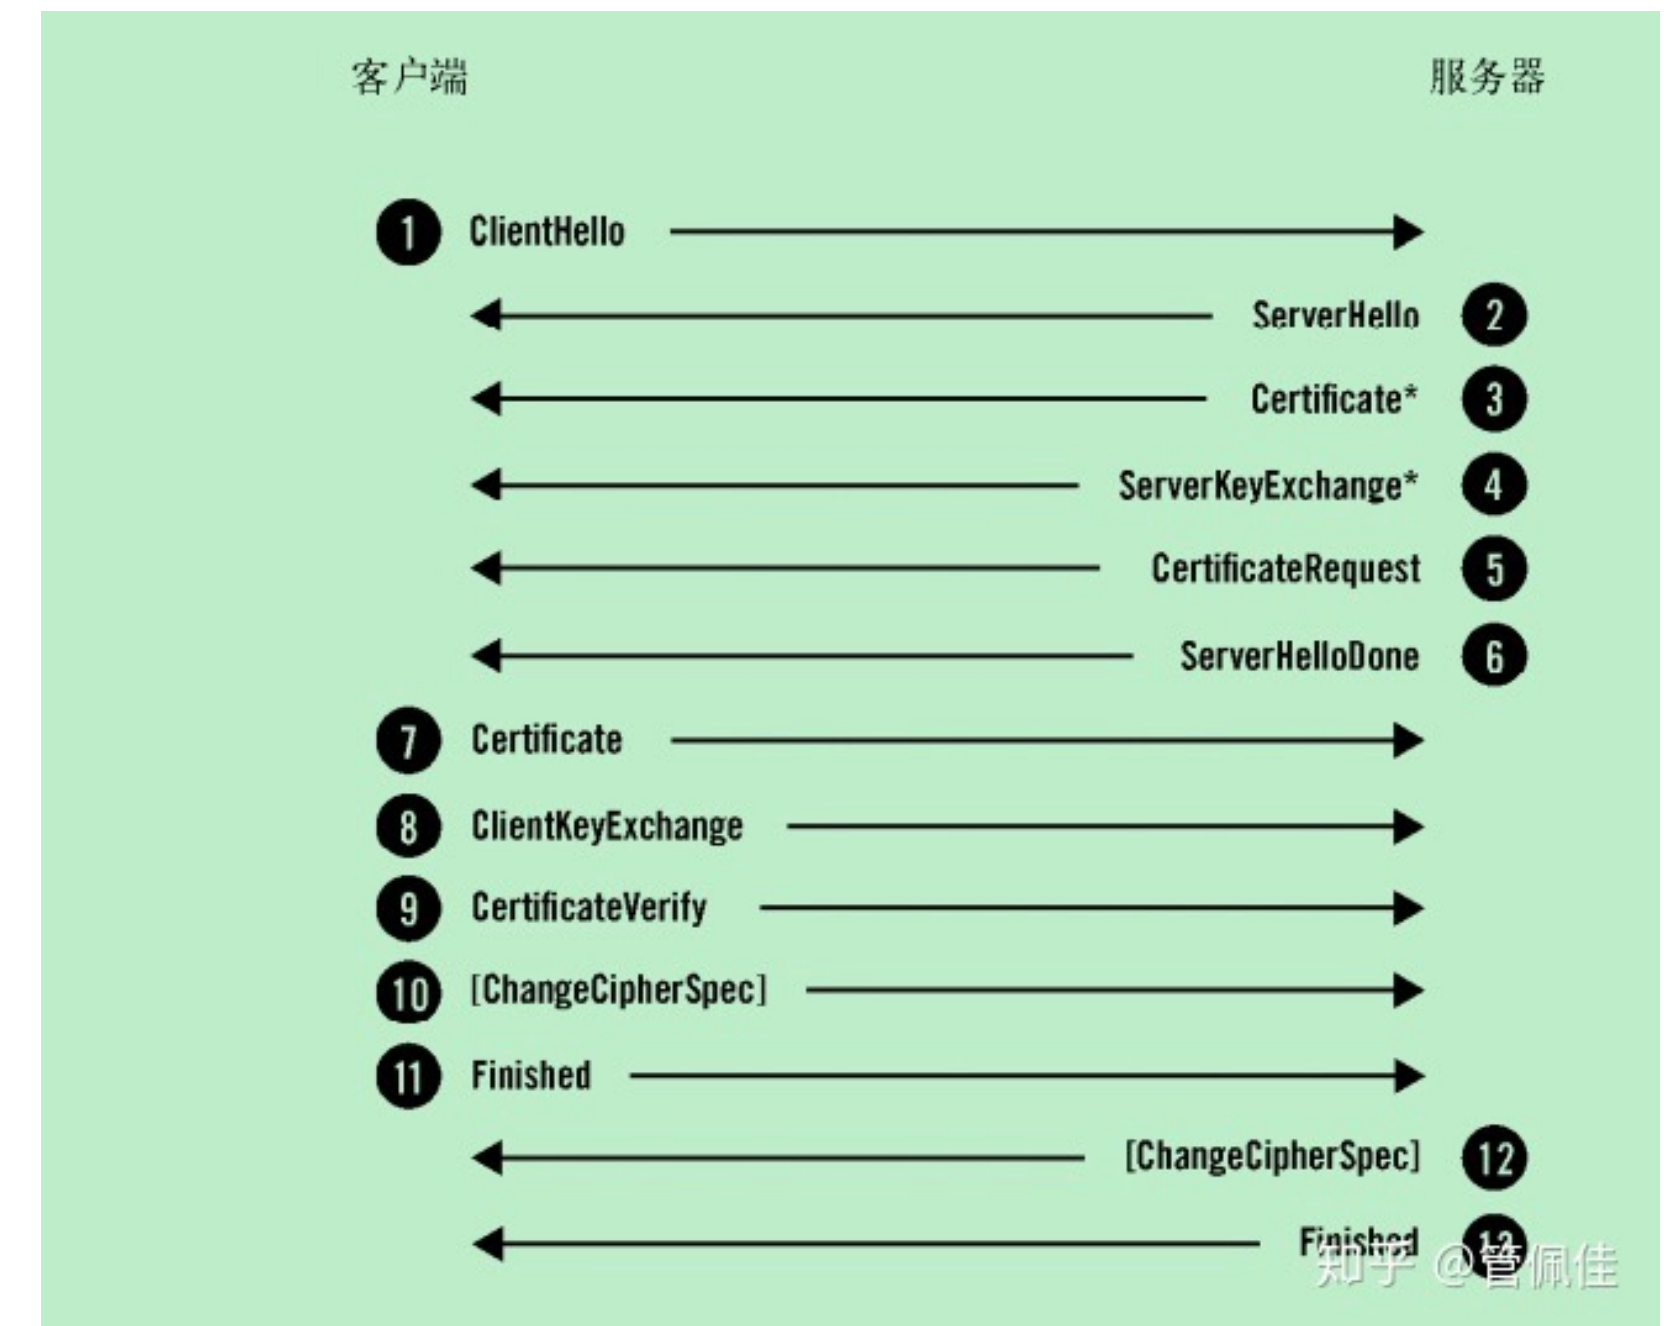 客户端 服务器
1 ClientHello
ServerHello 2
Certificate* 3
ServerKeyExchange* 4
CertificateRequest 5
ServerHelloDone 6
7 Certificate
8 ClientKeyExchange
9 CertificateVerify
10 [ChangeCipherSpec]
11 Finished
[ChangeCipherSpec] 12
Finished 13
知乎 @管佩佳